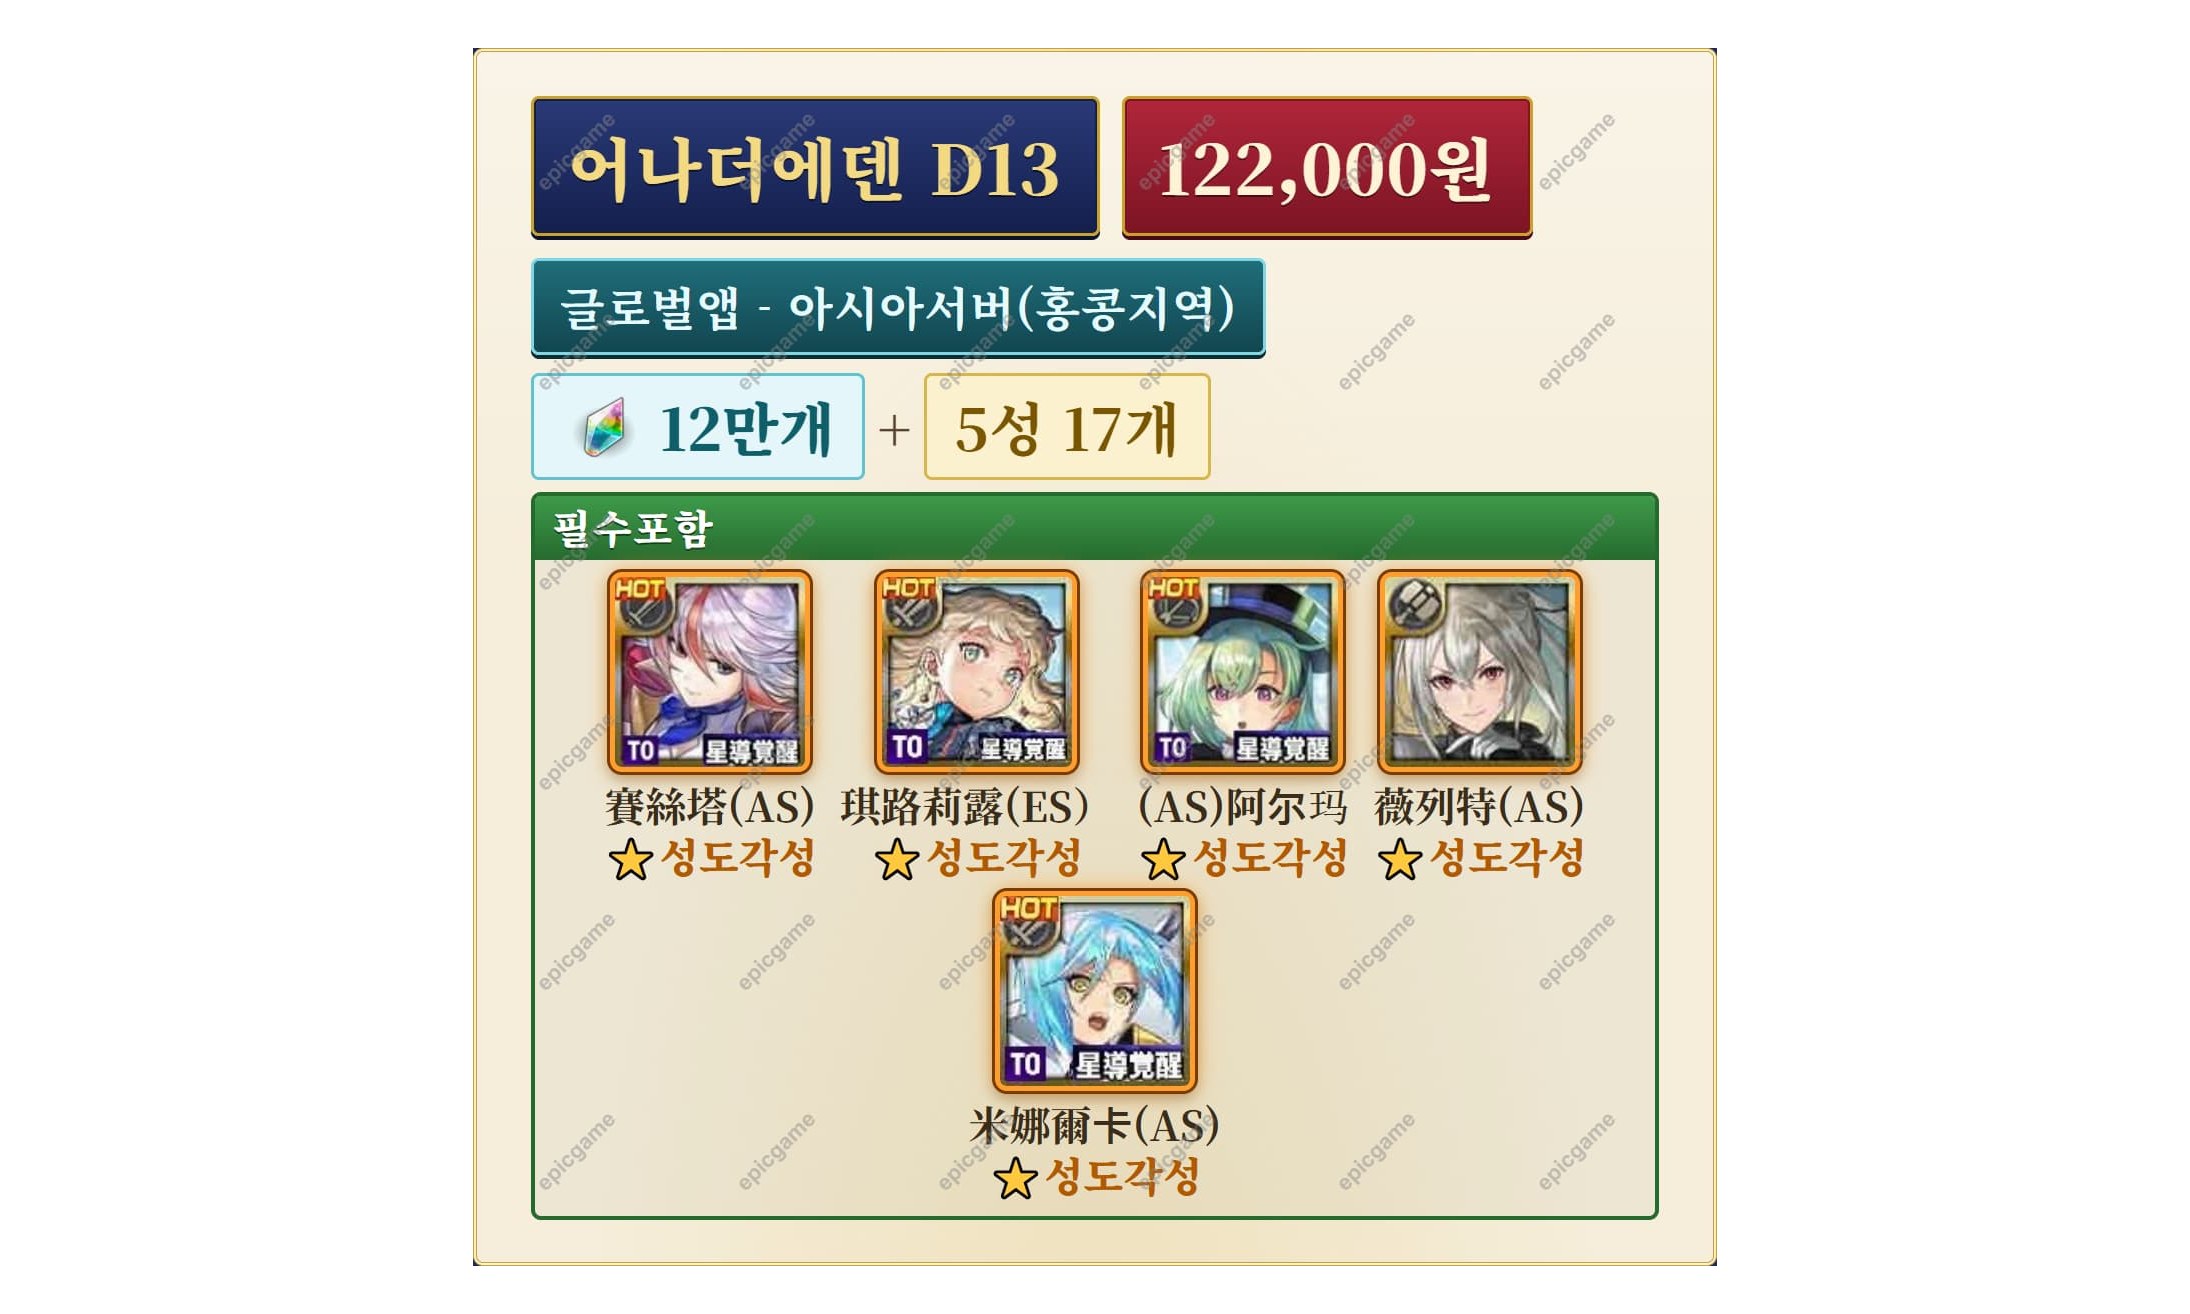 어나더에덴 D13
122,000원
글로벌앱 - 아시아서버(홍콩지역)
12만개 + 5성 17개
필수포함
HOT HOT HOT
TO 星導覚醒 TO 星導覚醒 TO 星導覚醒
賽絲塔(AS) 琪路莉露(ES) (AS)阿尔玛 薇列特(AS)
성도각성 성도각성 성도각성 성도각성
HOT
TO 星導覚醒
米娜爾卡(AS)
성도각성
epicgame